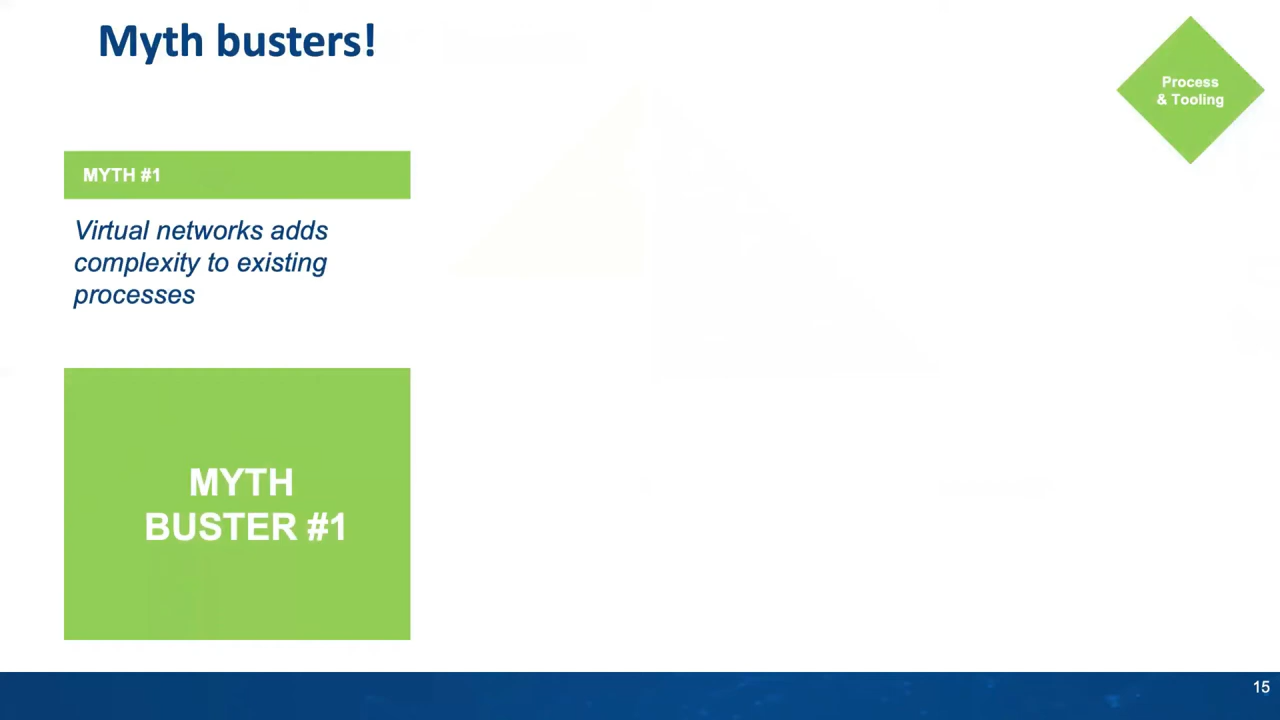 Myth busters!
Process
& Tooling
MYTH #1
Virtual networks adds
complexity to existing
processes
MYTH
BUSTER #1
15